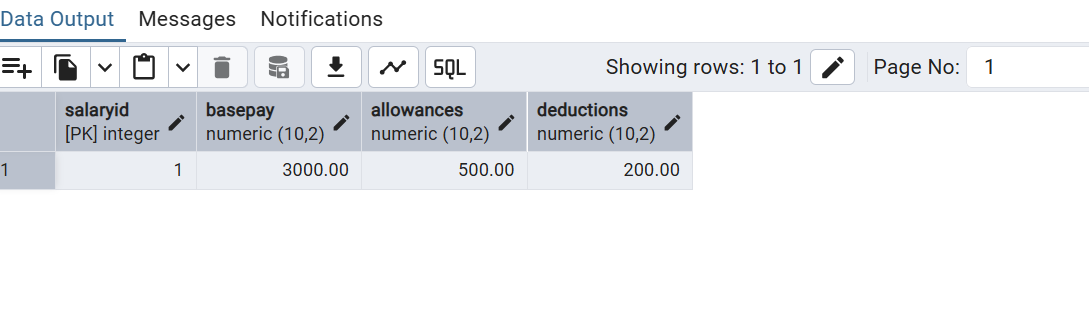 Data Output Messages Notifications
SQL Showing rows: 1 to 1 Page No: 1
salaryid basepay allowances deductions
[PK] integer numeric (10,2) numeric (10,2) numeric (10,2)
1 1 3000.00 500.00 200.00